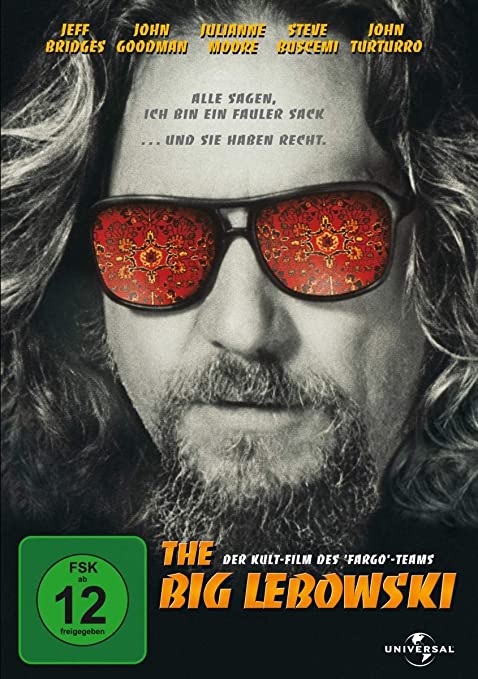 JEFF BRIDGES
JOHN GOODMAN
JULIANNE MOORE
STEVE BUSCEMI
JOHN TURTURRO
ALLE SAGEN,
ICH BIN EIN FAULER SACK
... UND SIE HABEN RECHT.
THE
DER KULT-FILM DES 'FARGO'-TEAMS
BIG LEBOWSKI
FSK
ab
12
freigegeben
UNIVERSAL